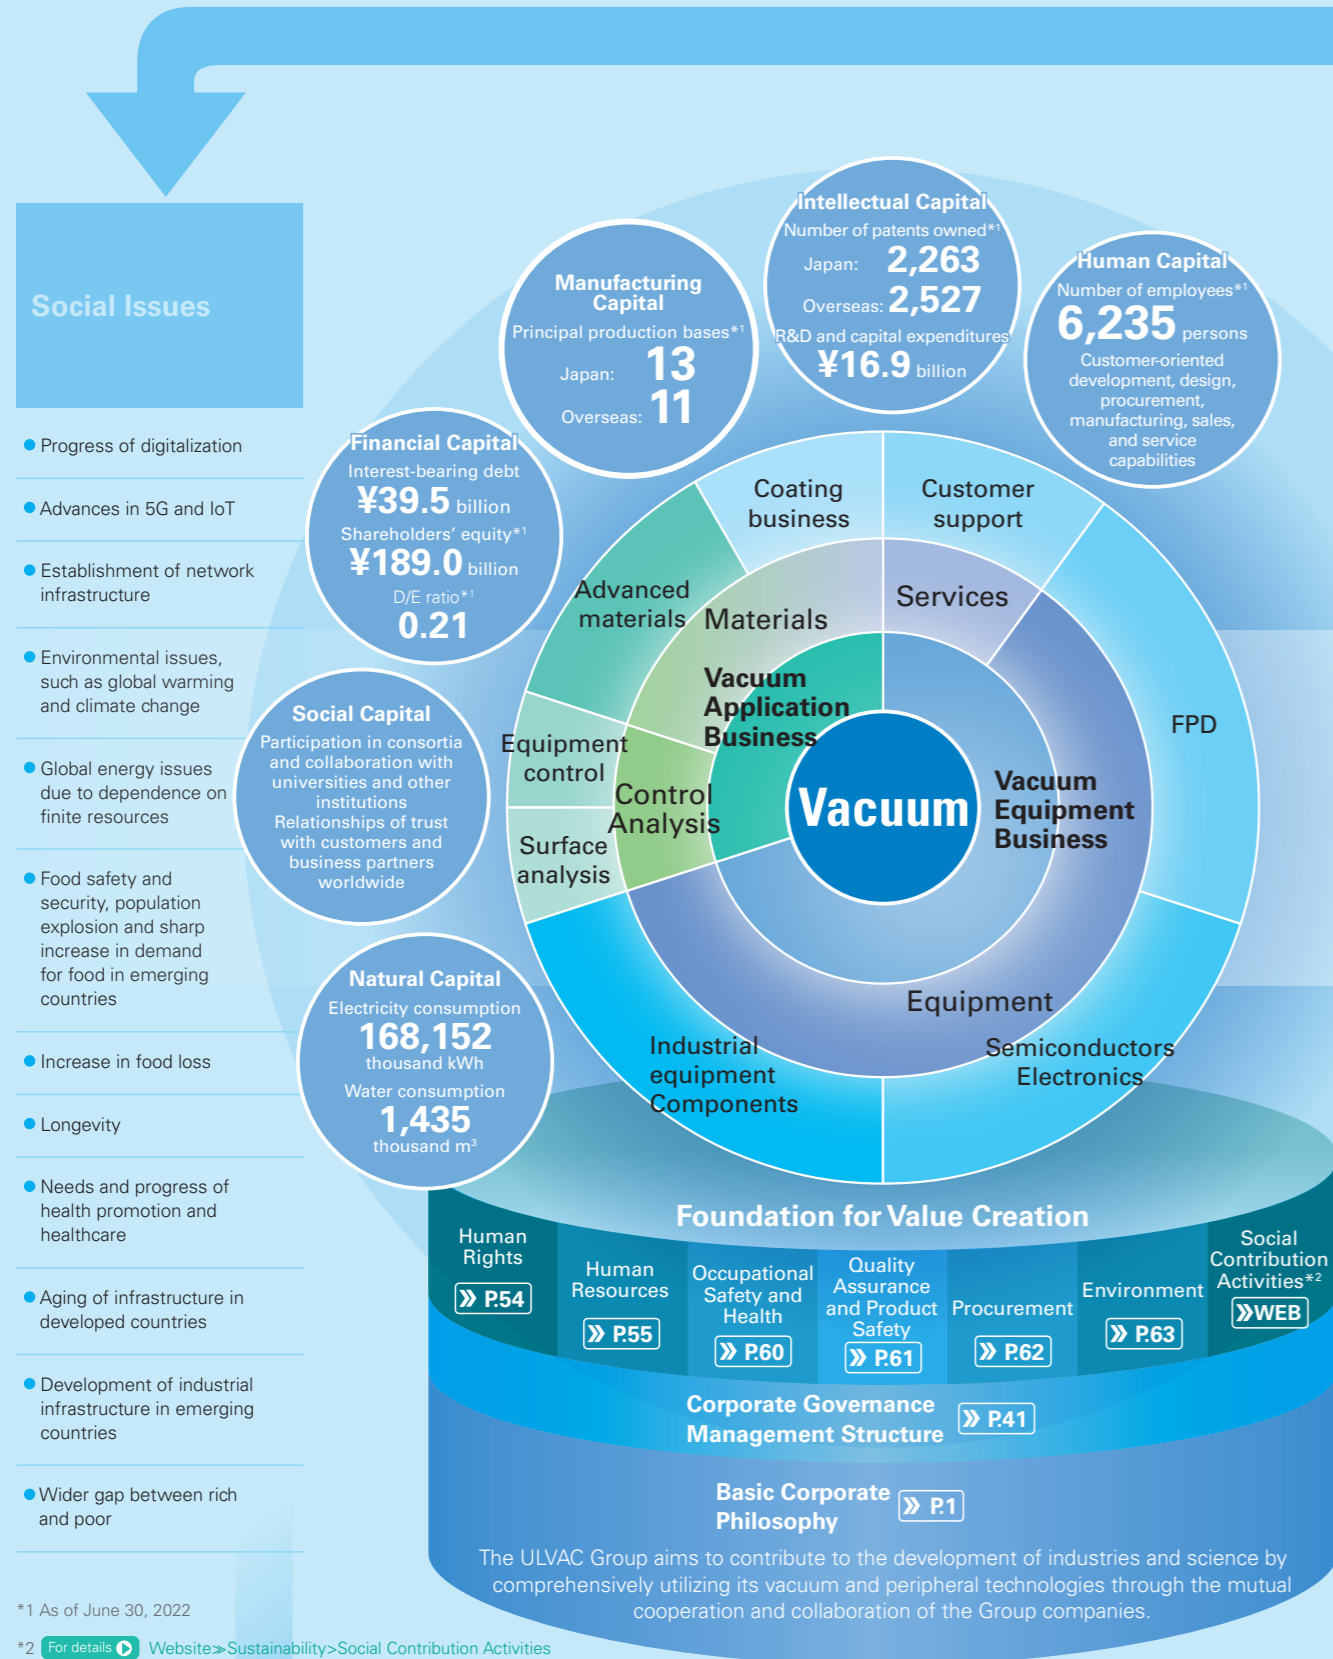 Social Issues
Progress of digitalization
Advances in 5G and IoT
Establishment of network
infrastructure
Environmental issues,
such as global warming
and climate change
Global energy issues
due to dependence on
finite resources
Food safety and
security, population
explosion and sharp
increase in demand
for food in emerging
countries
Increase in food loss
Longevity
Needs and progress of
health promotion and
healthcare
Aging of infrastructure in
developed countries
Development of industrial
infrastructure in emerging
countries
Wider gap between rich
and poor
*1 As of June 30, 2022
*2 For details Website≫Sustainability>Social Contribution Activities
Intellectual Capital
Number of patents owned*1
Japan: 2,263
Overseas: 2,527
R&D and capital expenditures
¥16.9 billion
Human Capital
Number of employees*1
6,235 persons
Customer-oriented
development, design,
procurement,
manufacturing, sales,
and service
capabilities
Manufacturing
Capital
Principal production bases*1
Japan: 13
Overseas: 11
Financial Capital
Interest-bearing debt
¥39.5 billion
Shareholders' equity*1
¥189.0 billion
D/E ratio*1
0.21
Social Capital
Participation in consortia
and collaboration with
universities and other
institutions
Relationships of trust
with customers and
business partners
worldwide
Natural Capital
Electricity consumption
168,152
thousand kWh
Water consumption
1,435
thousand m³
Coating
business
Customer
support
Advanced
materials
Materials
Services
Vacuum
Application
Business
FPD
Equipment
control
Control
Analysis
Surface
analysis
Vacuum
Vacuum
Equipment
Business
Equipment
Industrial
equipment
Components
Semiconductors
Electronics
Foundation for Value Creation
Human
Rights
≫ P.54
Human
Resources
≫ P.55
Occupational
Safety and
Health
≫ P.60
Quality
Assurance
and Product
Safety
≫ P.61
Procurement
≫ P.62
Environment
≫ P.63
Social
Contribution
Activities*2
≫WEB
Corporate Governance
Management Structure
≫ P.41
Basic Corporate
Philosophy
≫ P.1
The ULVAC Group aims to contribute to the development of industries and science by
comprehensively utilizing its vacuum and peripheral technologies through the mutual
cooperation and collaboration of the Group companies.